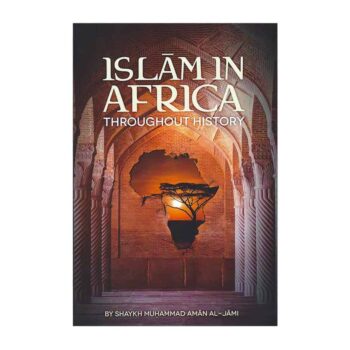 ISLĀM IN
AFRICA
THROUGHOUT HISTORY
BY SHAYKH MUHAMMAD AMĀN AL-JĀMI